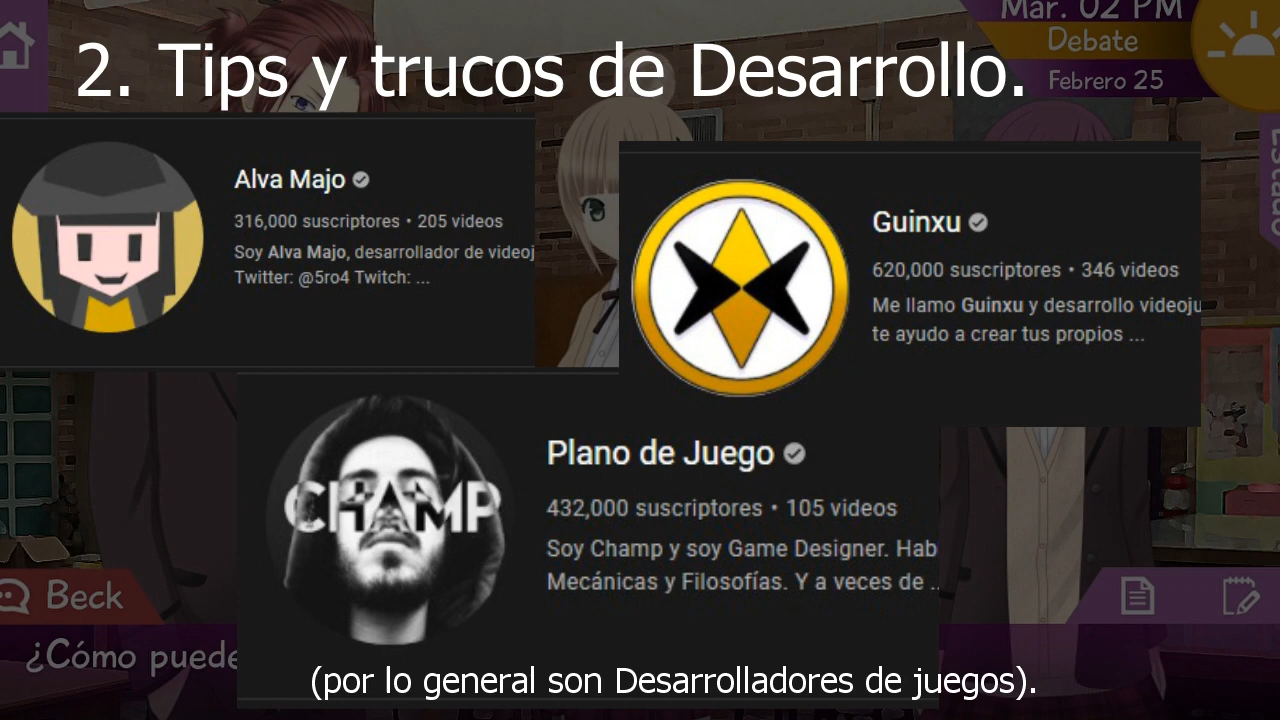 Mar. 02 PM
2. Tips y trucos de Desarrollo.
Debate
Febrero 25
Estado
Alva Majo
316,000 suscriptores • 205 videos
Soy Alva Majo, desarrollador de videoj
Twitter: @5ro4 Twitch: ...
Guinxu
620,000 suscriptores • 346 videos
Me llamo Guinxu y desarrollo videoju
te ayudo a crear tus propios ...
CHAMP
Plano de Juego
432,000 suscriptores • 105 videos
Soy Champ y soy Game Designer. Hab
Mecánicas y Filosofías. Y a veces de ..
Beck
¿Cómo puede
(por lo general son Desarrolladores de juegos).